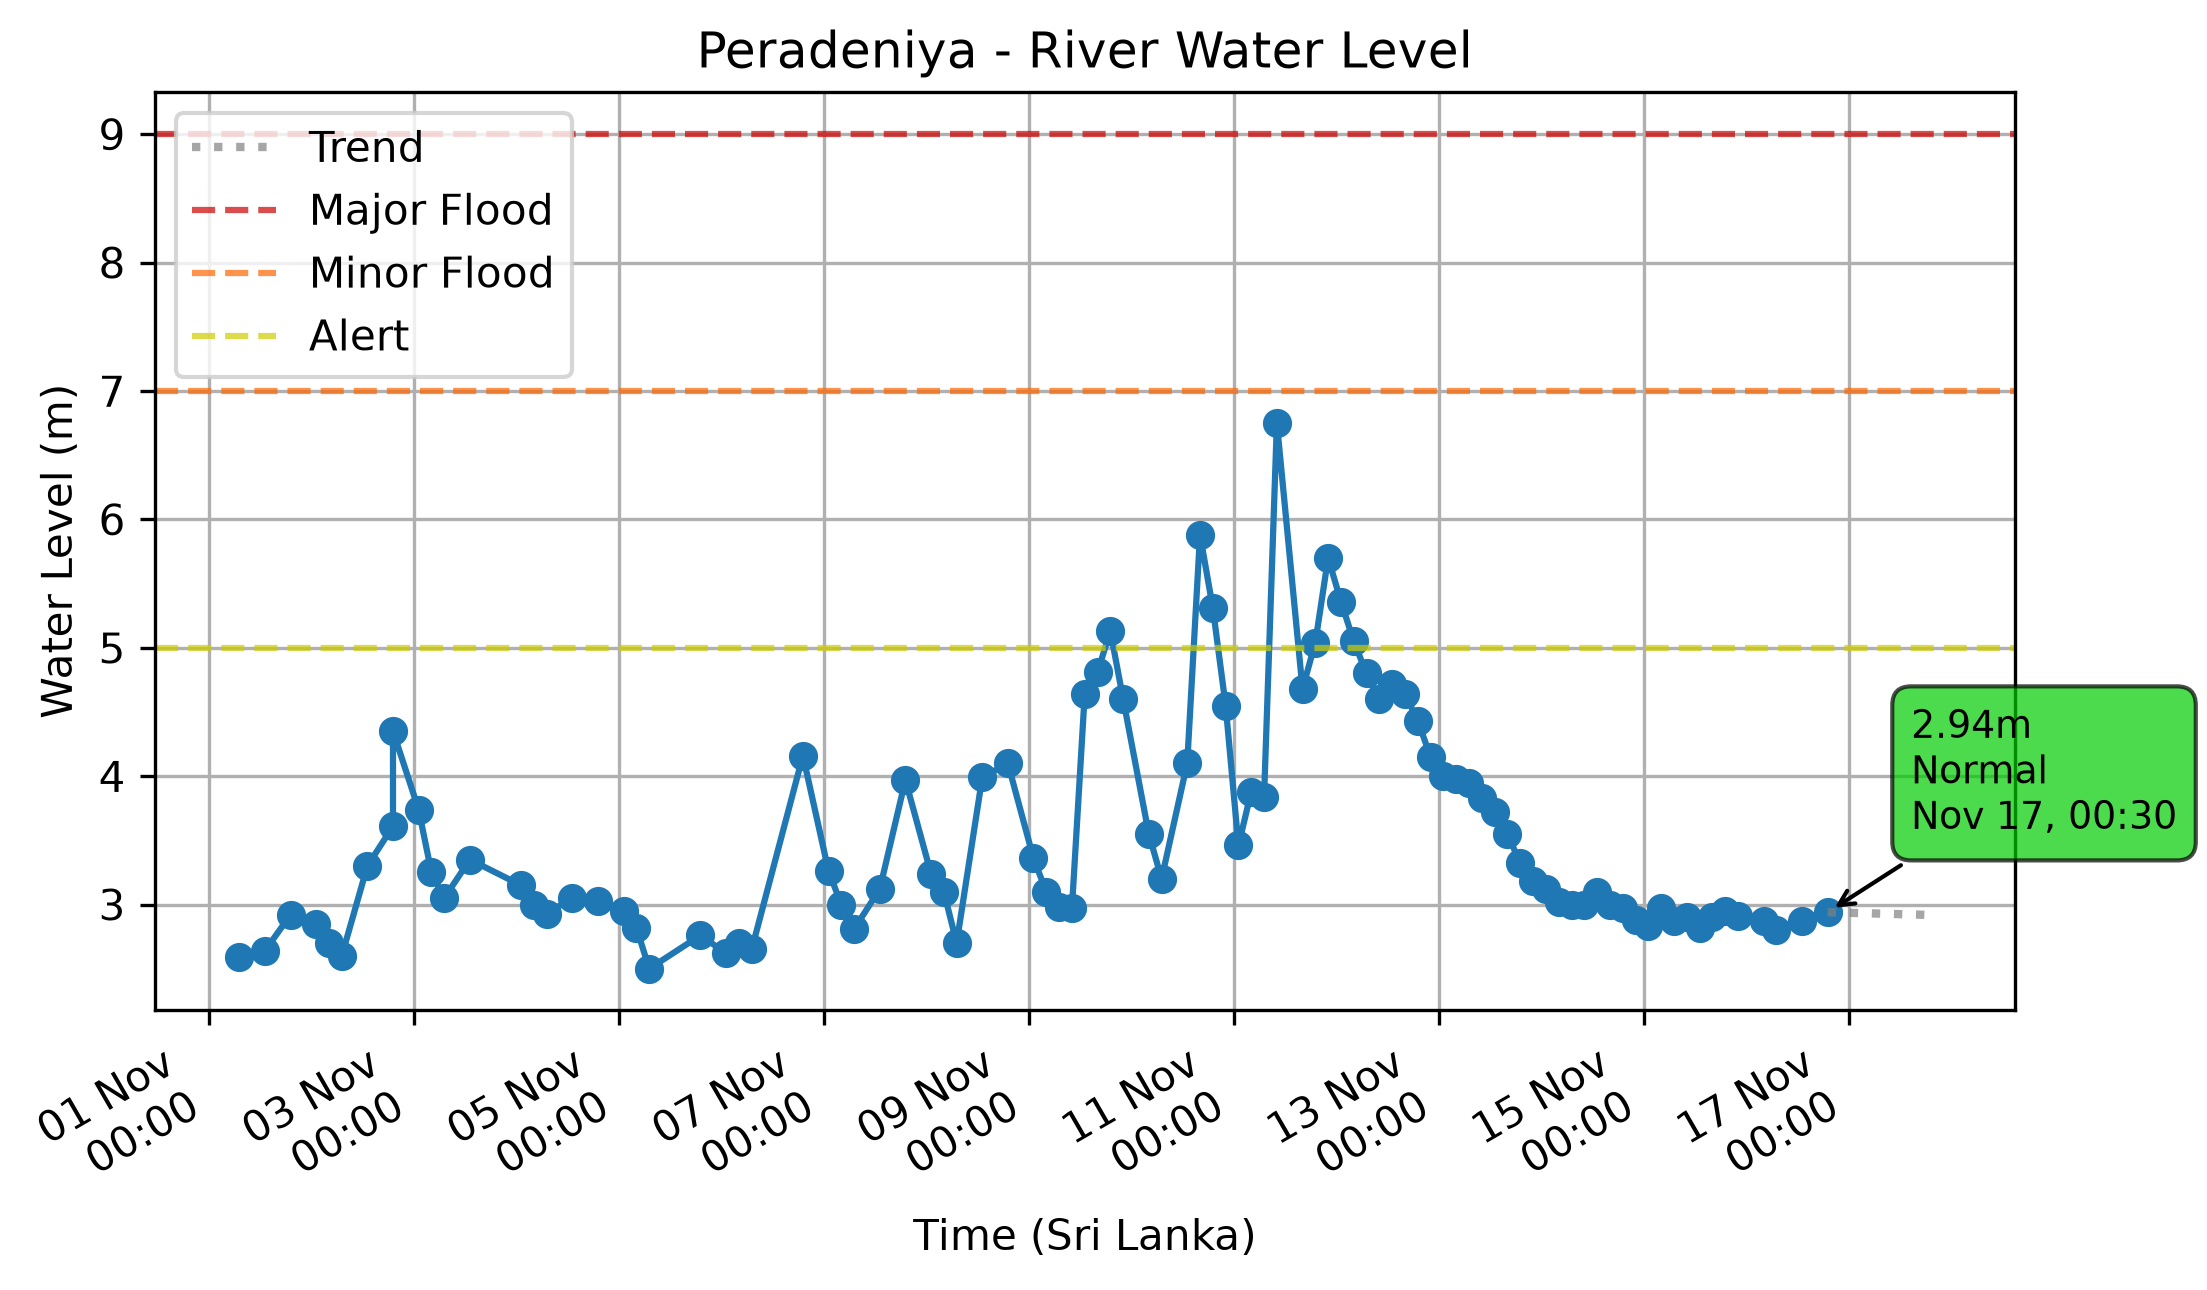 Peradeniya - River Water Level
Trend
Major Flood
Minor Flood
Alert
9
8
7
6
5
4
3
Water Level (m)
2.94m
Normal
Nov 17, 00:30
01 Nov
00:00
03 Nov
00:00
05 Nov
00:00
07 Nov
00:00
09 Nov
00:00
11 Nov
00:00
13 Nov
00:00
15 Nov
00:00
17 Nov
00:00
Time (Sri Lanka)